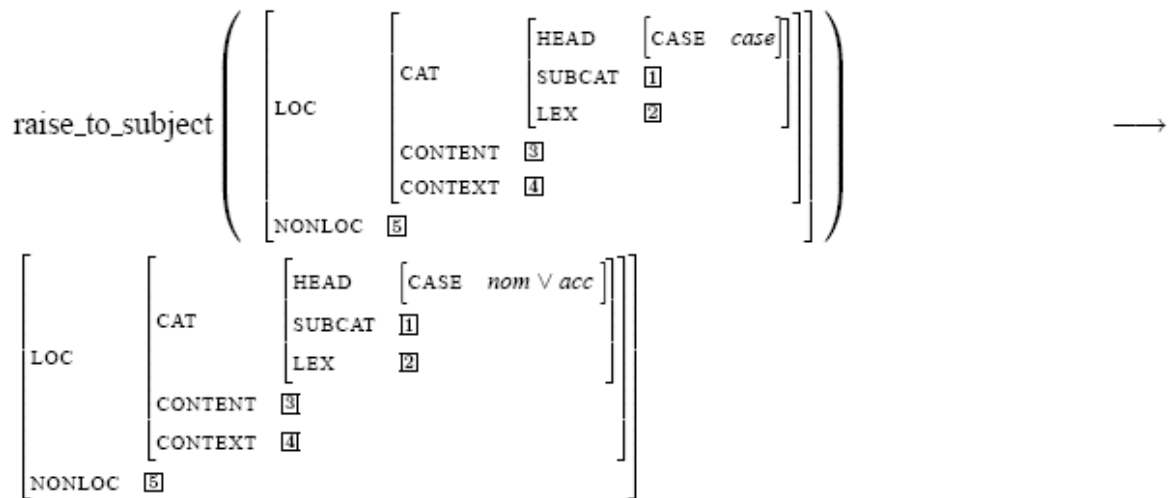 HEAD [CASE case]
CAT SUBCAT 1
LOC LEX 2
raise_to_subject ⟶
CONTENT 3
CONTEXT 4
NONLOC 5
HEAD [CASE nom ∨ acc]
CAT SUBCAT 1
LOC LEX 2
CONTENT 3
CONTEXT 4
NONLOC 5